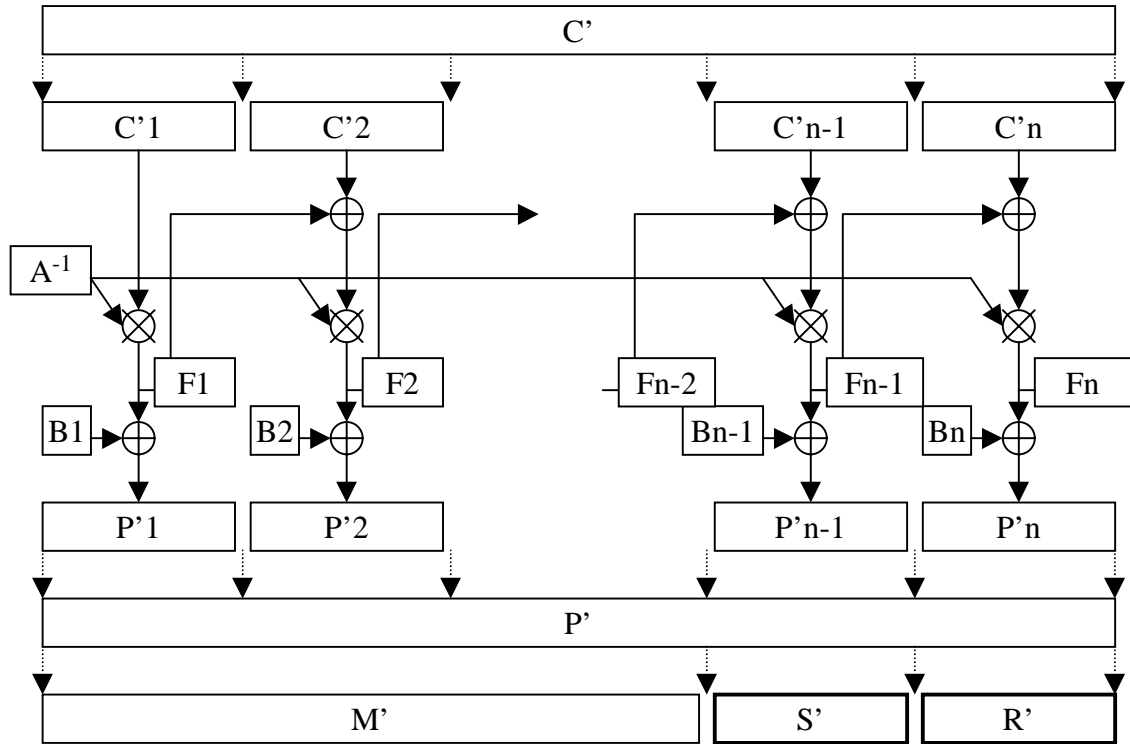 C’
C’1 C’2 C’n-1 C’n
A-1
F1 F2 Fn-2 Fn-1 Fn
B1 B2 Bn-1 Bn
P’1 P’2 P’n-1 P’n
P’
M’ S’ R’